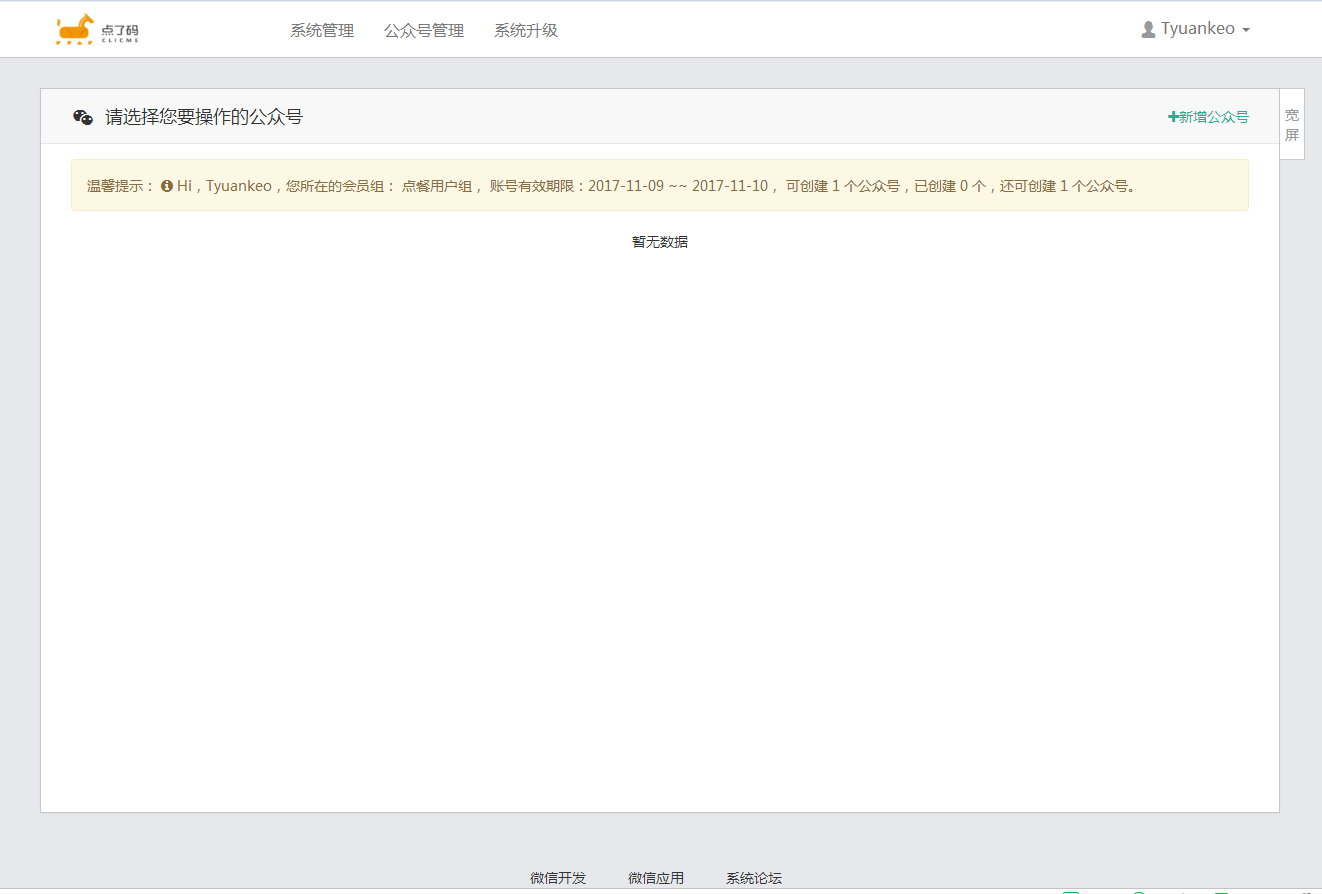 点了码
CLICME
系统管理 公众号管理 系统升级
Tyuankeo
请选择您要操作的公众号
新增公众号
宽屏
温馨提示： Hi，Tyuankeo，您所在的会员组： 点餐用户组， 账号有效期限：2017-11-09 ~~ 2017-11-10， 可创建 1 个公众号，已创建 0 个，还可创建 1 个公众号。
暂无数据
微信开发 微信应用 系统论坛